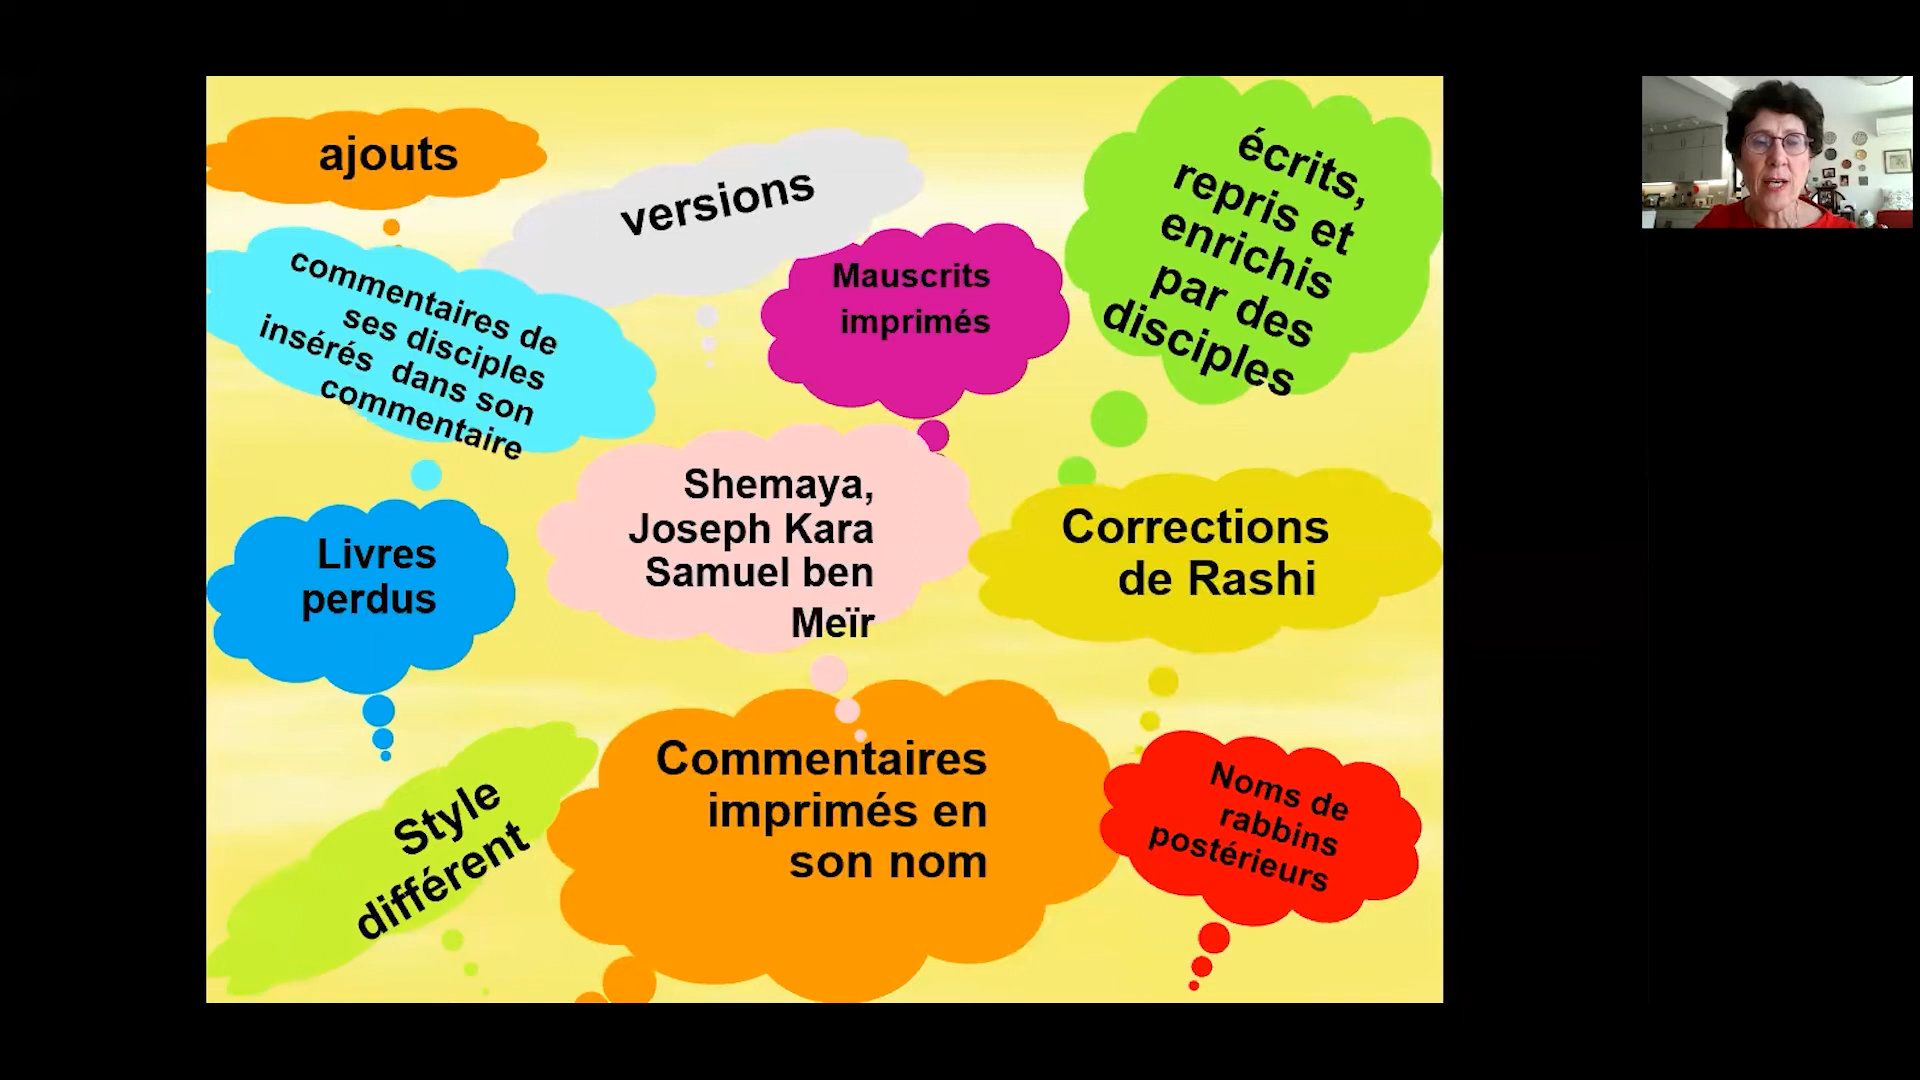 ajouts
versions
écrits,
repris et
enrichis
par des
disciples
commentaires de
ses disciples
insérés dans son
commentaire
Mauscrits
imprimés
Shemaya,
Joseph Kara
Samuel ben
Meïr
Corrections
de Rashi
Livres
perdus
Style
différent
Commentaires
imprimés en
son nom
Noms de
rabbins
postérieurs